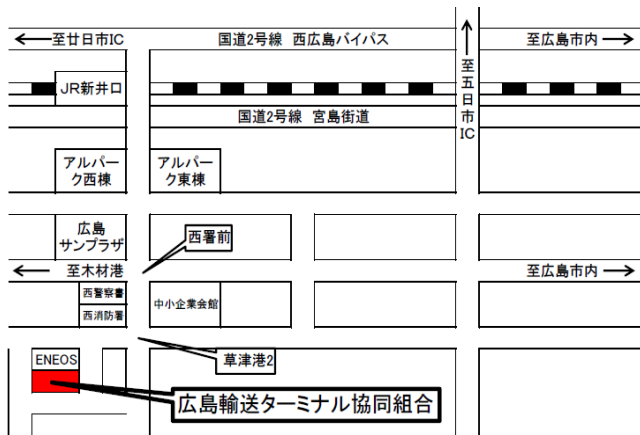 至廿日市IC
国道2号線 西広島バイパス
至広島市内
至五日市IC
JR新井口
国道2号線 宮島街道
アルパー
ク西棟
アルパー
ク東棟
広島
サンプラザ
西署前
至木材港
至広島市内
西警察書
西消防署
中小企業会館
ENEOS
草津港2
広島輸送ターミナル協同組合